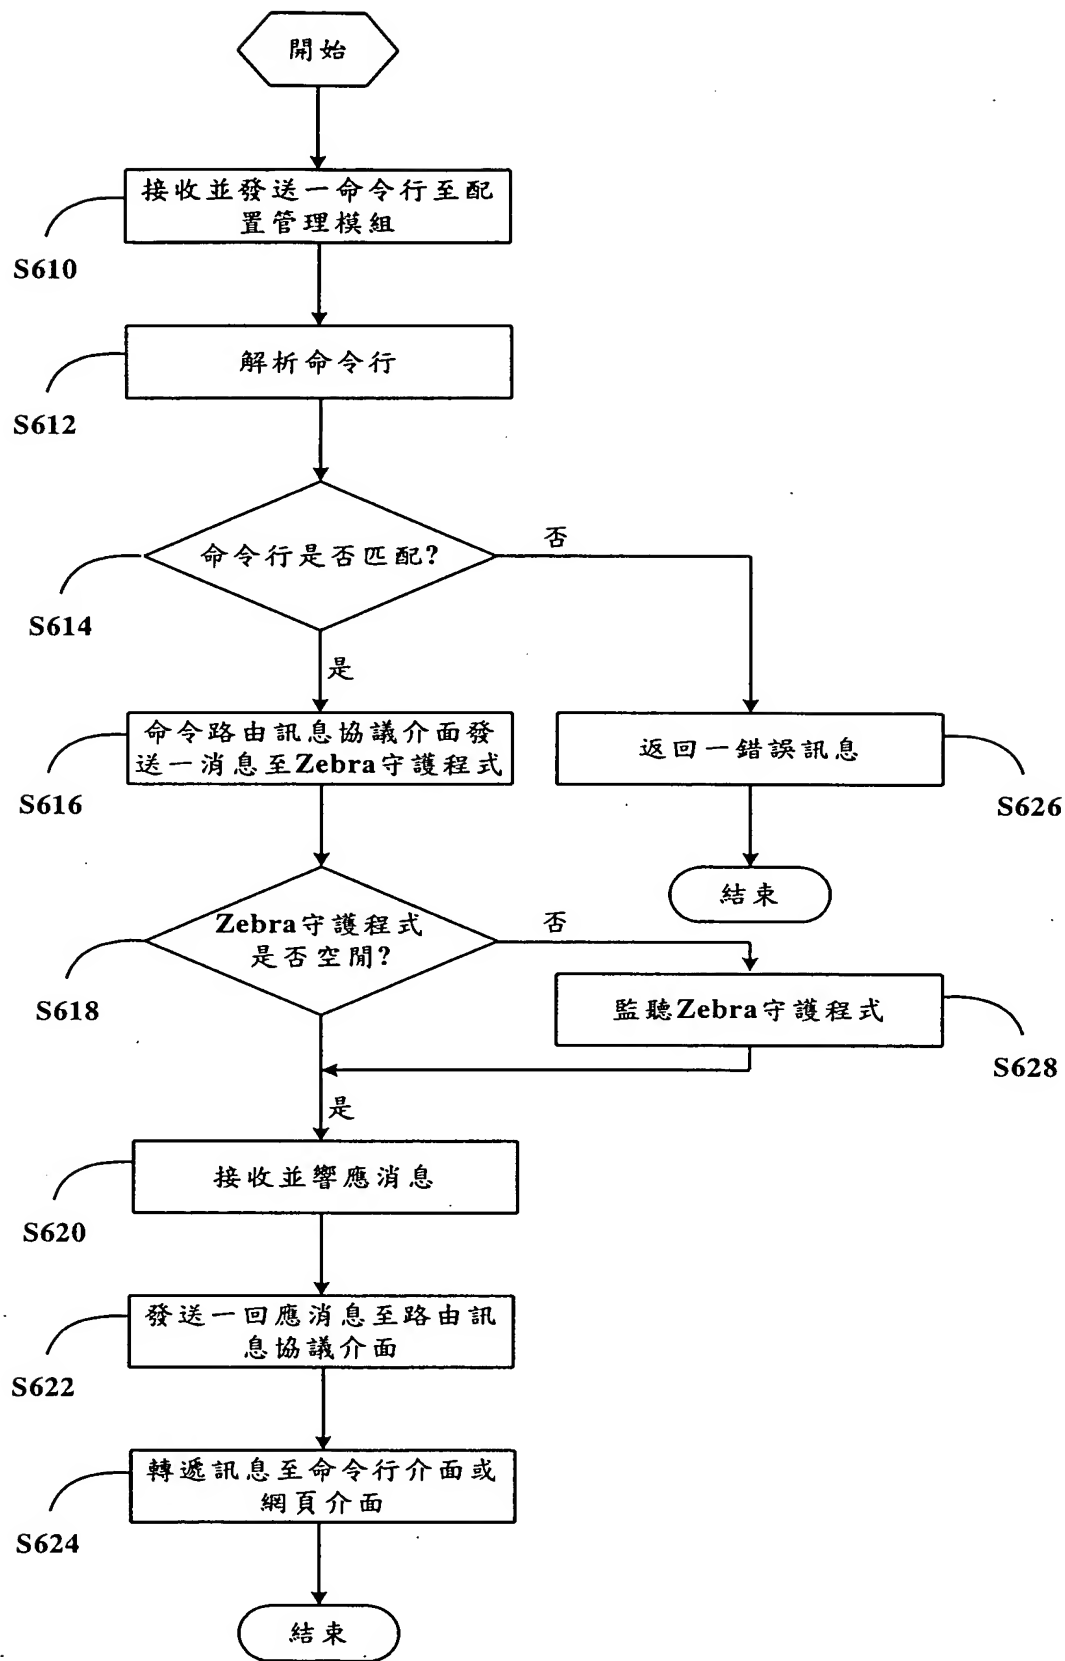 開始
接收並發送一命令行至配
置管理模組
S610
解析命令行
S612
命令行是否匹配?
否
S614
是
命令路由訊息協議介面發
送一消息至Zebra守護程式
S616
返回一錯誤訊息
S626
結束
Zebra守護程式
是否空閒?
否
S618
監聽Zebra守護程式
S628
是
接收並響應消息
S620
發送一回應消息至路由訊
息協議介面
S622
轉遞訊息至命令行介面或
網頁介面
S624
結束